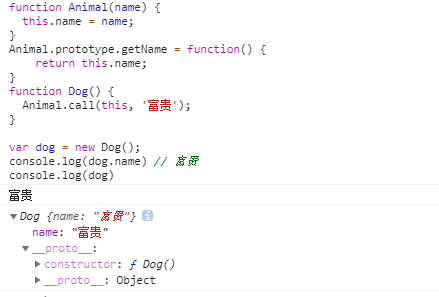 function Animal(name) {
  this.name = name;
}
Animal.prototype.getName = function() {
    return this.name;
}
function Dog() {
  Animal.call(this, '富贵');
}

var dog = new Dog();
console.log(dog.name) // 富贵
console.log(dog)
富贵
▼Dog {name: "富贵"} i
name: "富贵"
▼__proto__:
▶constructor: ƒ Dog()
▶__proto__: Object